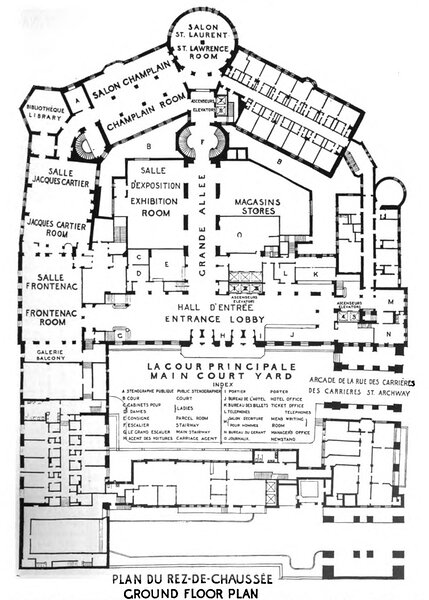 SALON
ST. LAURENT
ST. LAWRENCE
ROOM
SALON CHAMPLAIN
CHAMPLAIN ROOM
A
BIBLIOTHÈQUE
LIBRARY
ASCENSEURS
ELEVATORS
F
B
B
SALLE
JACQUES CARTIER
JACQUES CARTIER
ROOM
SALLE
D'EXPOSITION
EXHIBITION
ROOM
GRANDE ALLÉE
MAGASINS
STORES
O
C
D
E
L
K
SALLE
FRONTENAC
FRONTENAC
ROOM
ASCENSEURS
ELEVATORS
HALL D'ENTRÉE
ENTRANCE LOBBY
ASCENSEURS
ELEVATORS
M
N
G
H
I
J
GALERIE
BALCONY
LA COUR PRINCIPALE
MAIN COURT YARD
INDEX
A STENOGRAPHE PUBLIQUE PUBLIC STENOGRAPHER
B COUR COURT
C CABINETS POUR
D DAMES LADIES
E CONSIGNE PARCEL ROOM
F ESCALIER STAIRWAY
G LE GRAND ESCALIER MAIN STAIRWAY
H AGENT DES VOITURES CARRIAGE AGENT
I PORTIER PORTER
J BUREAU DE L'HÔTEL HOTEL OFFICE
K BUREAU DES BILLETS TICKET OFFICE
L TELEPHONES TELEPHONES
SALON D'ECRITURE MENS WRITING
POUR HOMMES ROOM
N BUREAU DU GERANT MANAGERS OFFICE
O JOURNAUX NEWSTAND
ARCADE DE LA RUE DES CARRIÈRES
DES CARRIERES ST. ARCHWAY
PLAN DU REZ-DE-CHAUSSÉE
GROUND FLOOR PLAN